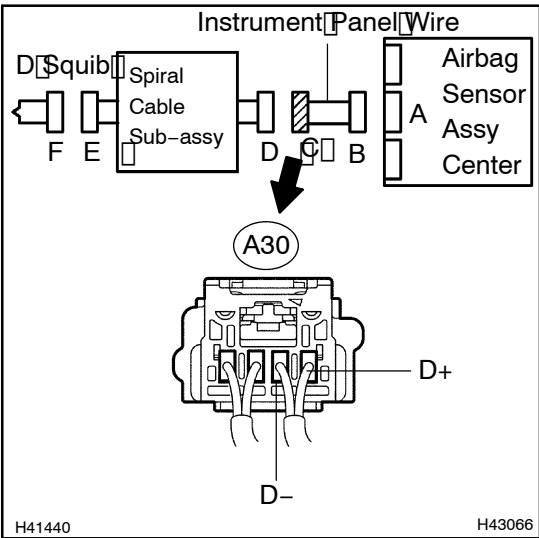 Instrument Panel Wire
D Squib
Spiral
Cable
Sub-assy
Airbag
Sensor
Assy
Center
A
F
E
D
C
B
A30
D+
D-
H41440
H43066